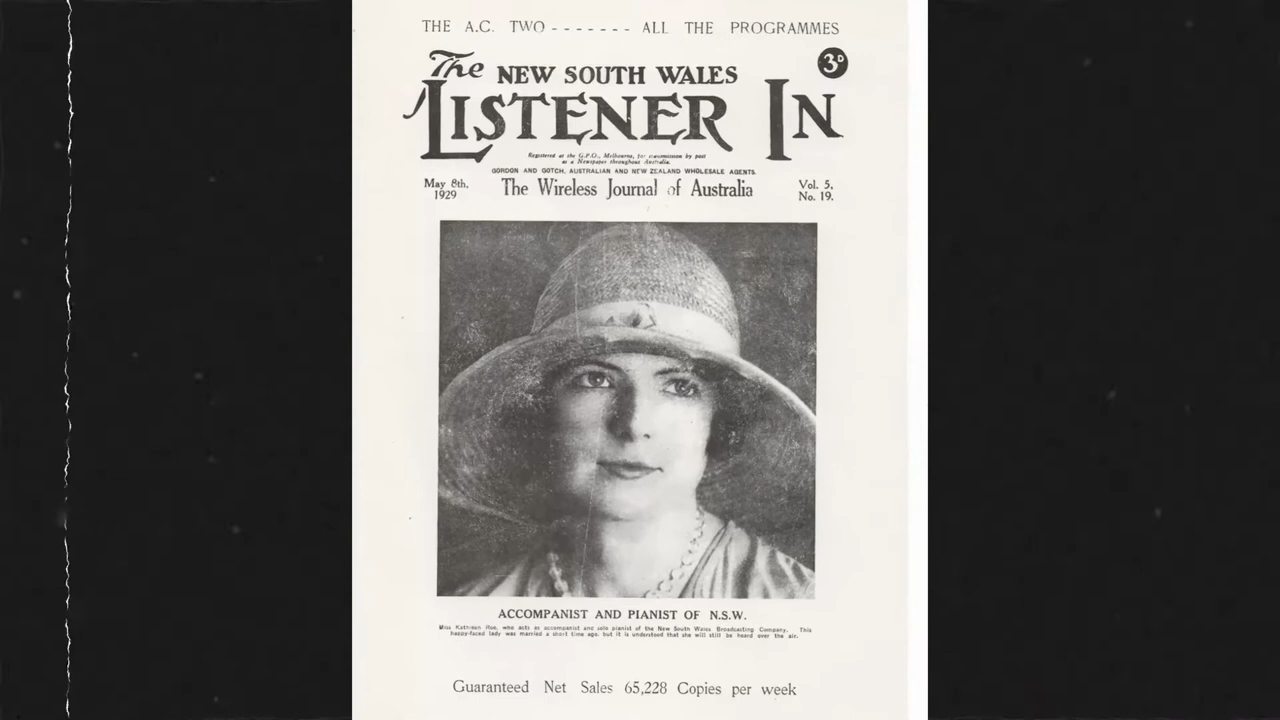 THE A.C. TWO - - - - - - - ALL THE PROGRAMMES
3D
The NEW SOUTH WALES
LISTENER IN
Registered at the G.P.O., Melbourne, for transmission by post
as a Newspaper throughout Australia.
GORDON AND GOTCH, AUSTRALIAN AND NEW ZEALAND WHOLESALE AGENTS.
May 8th, 1929
The Wireless Journal of Australia
Vol. 5. No. 19.
ACCOMPANIST AND PIANIST OF N.S.W.
Miss Kathleen Roe, who acts as accompanist and solo pianist of the New South Wales Broadcasting Company. This
happy-faced lady was married a short time ago, but it is understood that she will still be heard over the air.
Guaranteed Net Sales 65,228 Copies per week